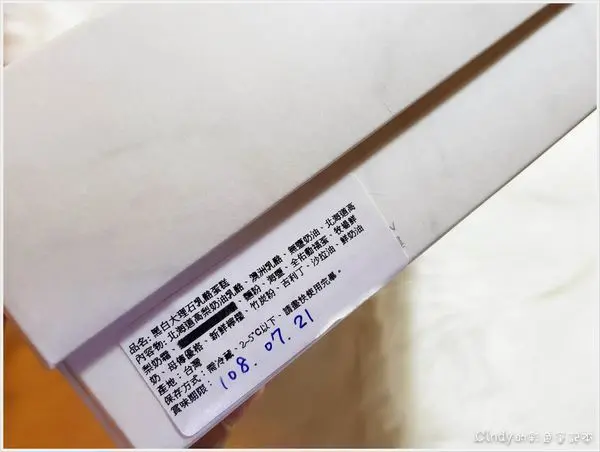 品名: 黑白大理石乳酪蛋糕
內容物: 北海道高梨奶油乳酪、澳洲乳酪、無鹽奶油、北海道高
梨奶霜、麵粉、海鹽、全佑動福蛋、牧場鮮
奶、母傳優格、新鮮檸檬、竹炭粉、吉利丁、沙拉油、鮮奶油
產地: 台灣
保存方式: 需冷藏、2-5℃以下、請盡快使用完畢。
賞味期限: 108.07.21
Cindy